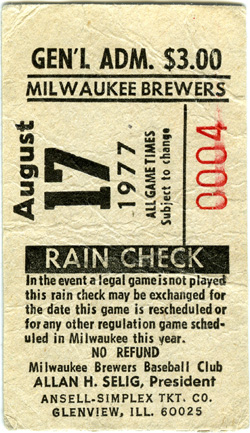 GEN'L ADM. $3.00
MILWAUKEE BREWERS
August
17
1977
ALL GAME TIMES
Subject to change
0004
RAIN CHECK
In the event a legal game is not played
this rain check may be exchanged for
the date this game is rescheduled or
for any other regulation game sched-
uled in Milwaukee this year.
NO REFUND
Milwaukee Brewers Baseball Club
ALLAN H. SELIG, President
ANSELL-SIMPLEX TKT. CO.
GLENVIEW, ILL. 60025